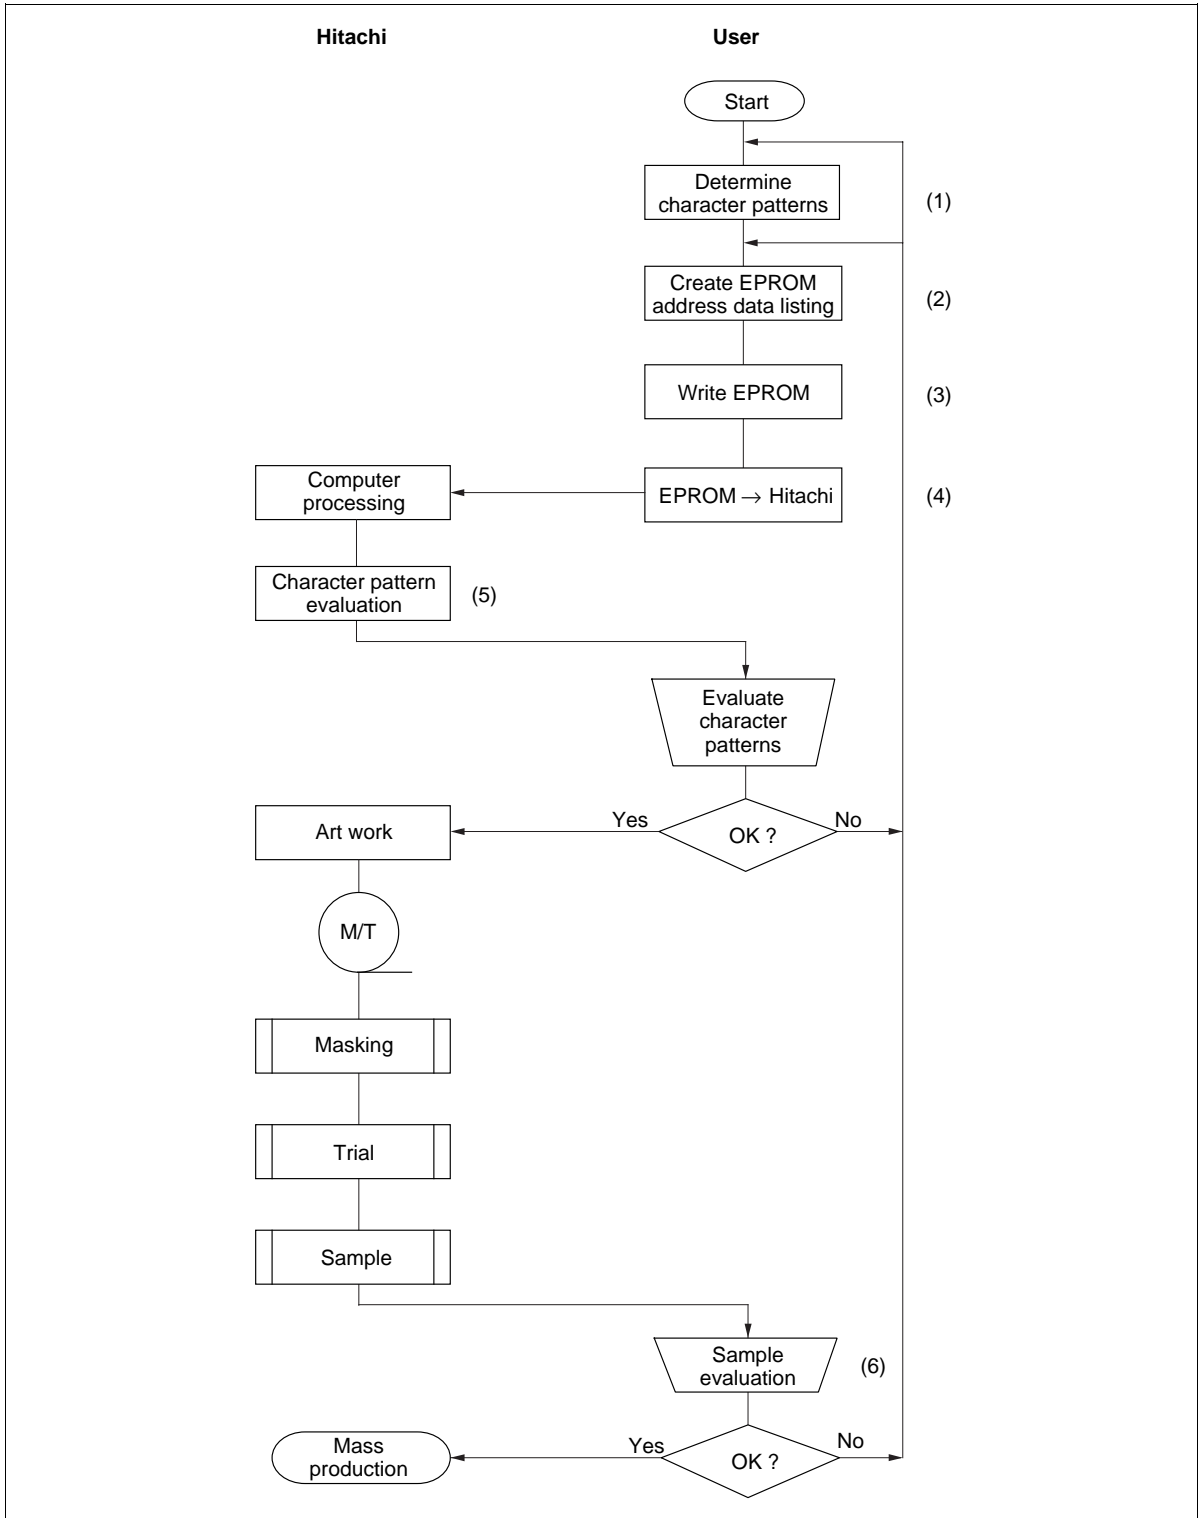 Hitachi
User
Start
Determine
character patterns
(1)
Create EPROM
address data listing
(2)
Write EPROM
(3)
Computer
processing
EPROM → Hitachi
(4)
Character pattern
evaluation
(5)
Evaluate
character
patterns
Art work
Yes
OK ?
No
M/T
Masking
Trial
Sample
Sample
evaluation
(6)
Mass
production
Yes
OK ?
No